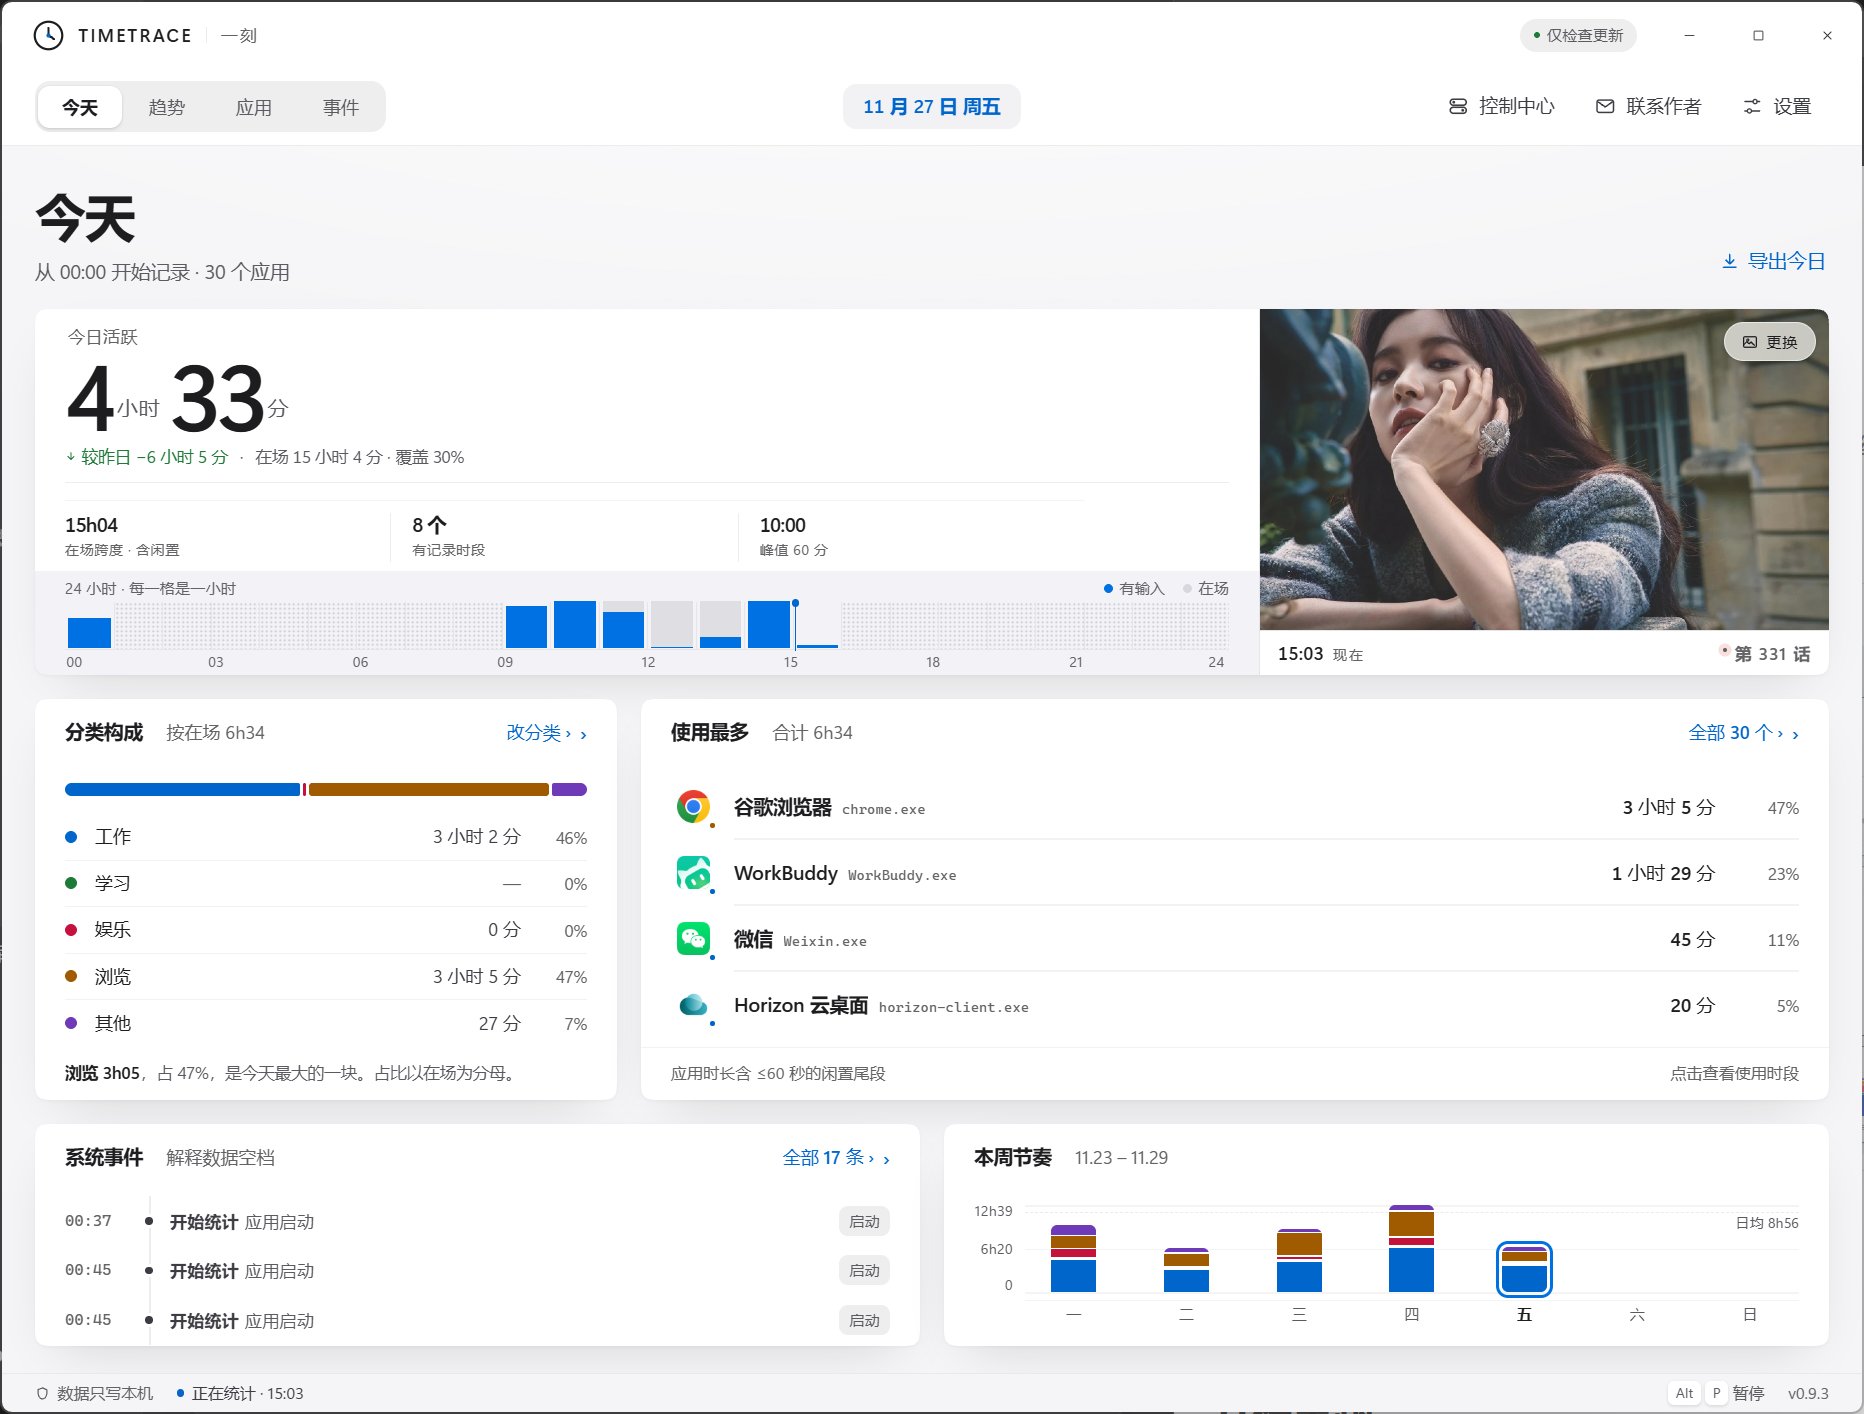 TIMETRACE 一刻
仅检查更新
今天 趋势 应用 事件
11 月 27 日 周五
控制中心 联系作者 设置
今天
从 00:00 开始记录 · 30 个应用
导出今日
今日活跃
4小时 33分
较昨日 −6 小时 5 分 · 在场 15 小时 4 分 · 覆盖 30%
15h04
在场跨度 · 含闲置
8 个
有记录时段
10:00
峰值 60 分
24 小时 · 每一格是一小时
有输入 在场
00 03 06 09 12 15 18 21 24
更换
15:03 现在
第 331 话
分类构成 按在场 6h34 改分类 › ›
工作 3 小时 2 分 46%
学习 — 0%
娱乐 0 分 0%
浏览 3 小时 5 分 47%
其他 27 分 7%
浏览 3h05，占 47%，是今天最大的一块。占比以在场为分母。
使用最多 合计 6h34 全部 30 个 › ›
谷歌浏览器 chrome.exe 3 小时 5 分 47%
WorkBuddy WorkBuddy.exe 1 小时 29 分 23%
微信 Weixin.exe 45 分 11%
Horizon 云桌面 horizon-client.exe 20 分 5%
应用时长含 ≤60 秒的闲置尾段 点击查看使用时段
系统事件 解释数据空档 全部 17 条 › ›
00:37 开始统计 应用启动 启动
00:45 开始统计 应用启动 启动
00:45 开始统计 应用启动 启动
本周节奏 11.23 – 11.29
12h39
日均 8h56
6h20
0
一 二 三 四 五 六 日
数据只写本机 正在统计 · 15:03
Alt P 暂停 v0.9.3